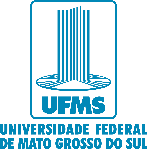 UFMS
UNIVERSIDADE FEDERAL
DE MATO GROSSO DO SUL